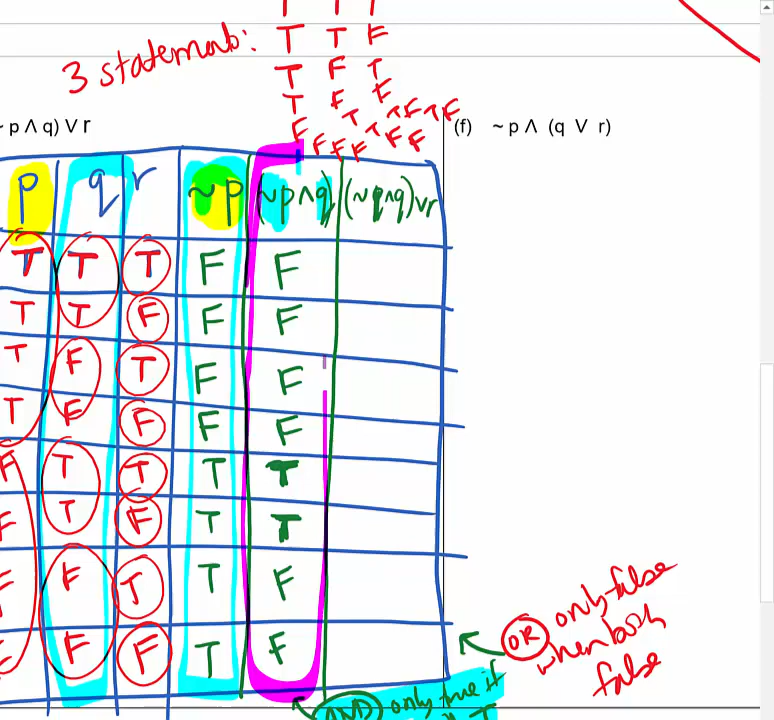 T T T
3 statements: T T F
T F T
T F F
F T T F T F
F F F T F F F
~ p ∧ q) ∨ r (f) ~ p ∧ (q ∨ r)
p q r ~p (~p∧q) (~p∧q)∨r
T T T F F
T T F F F
T F T F F
T F F F F
F T T T T
F T F T T
F F T T F
F F F T F
OR only false
when both
false
AND only true if